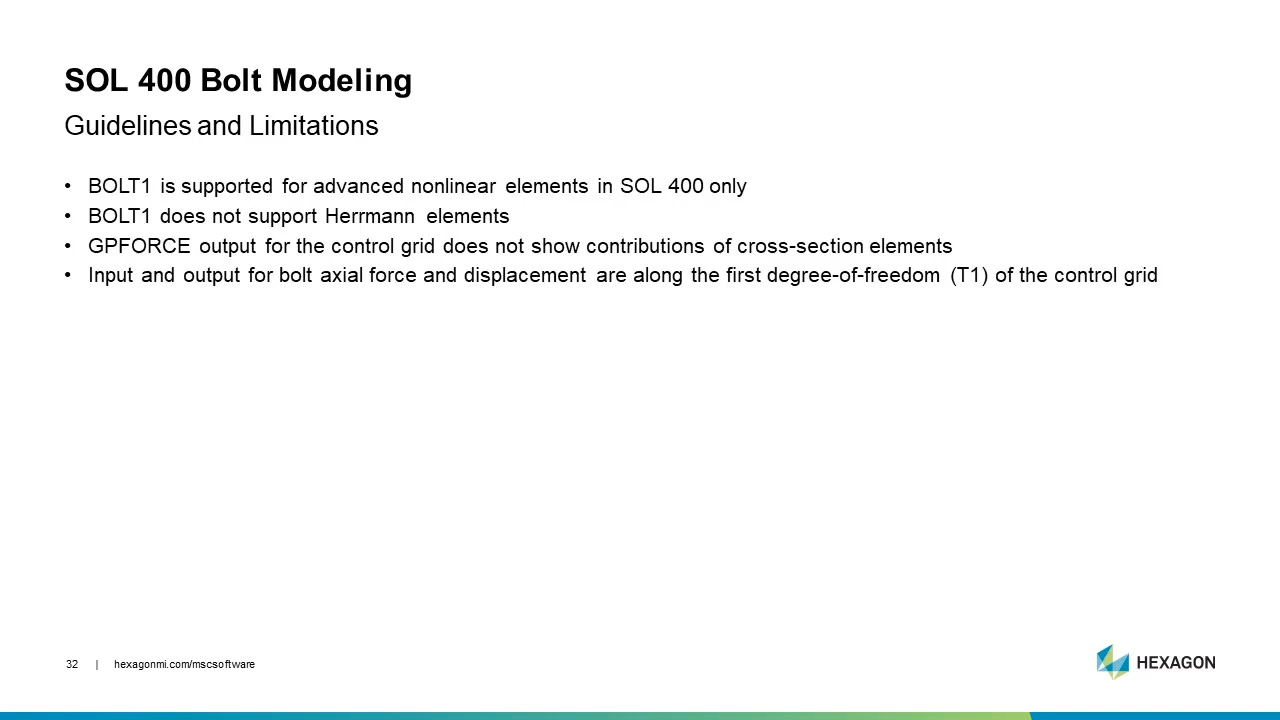 SOL 400 Bolt Modeling
Guidelines and Limitations
• BOLT1 is supported for advanced nonlinear elements in SOL 400 only
• BOLT1 does not support Herrmann elements
• GPFORCE output for the control grid does not show contributions of cross-section elements
• Input and output for bolt axial force and displacement are along the first degree-of-freedom (T1) of the control grid
32 | hexagonmi.com/mscsoftware
HEXAGON